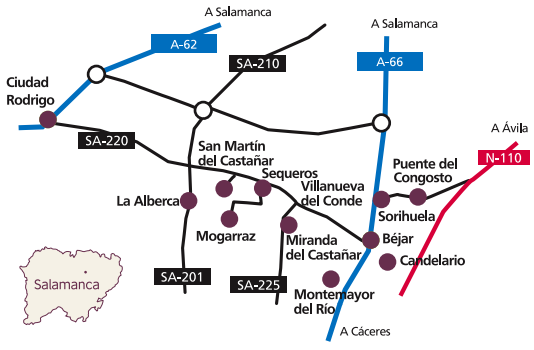 A Salamanca
A-62
SA-210
A Salamanca
A-66
Ciudad
Rodrigo
A Ávila
SA-220
San Martín
del Castañar
Sequeros
Puente del
Congosto
N-110
Villanueva
del Conde
La Alberca
Sorihuela
Mogarraz
Miranda
del Castañar
Béjar
Candelario
SA-201
SA-225
Salamanca
Montemayor
del Río
A Cáceres